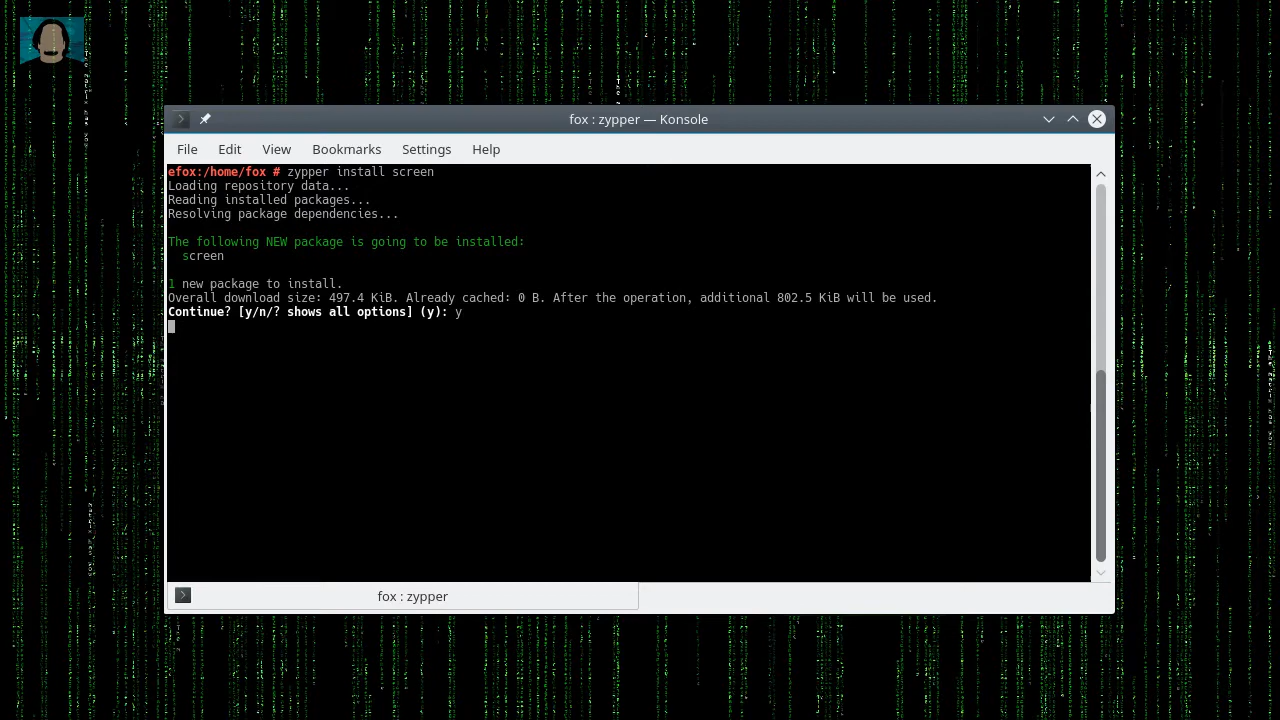 fox : zypper — Konsole
File Edit View Bookmarks Settings Help
efox:/home/fox # zypper install screen
Loading repository data...
Reading installed packages...
Resolving package dependencies...
The following NEW package is going to be installed:
screen
1 new package to install.
Overall download size: 497.4 KiB. Already cached: 0 B. After the operation, additional 802.5 KiB will be used.
Continue? [y/n/? shows all options] (y): y
fox : zypper